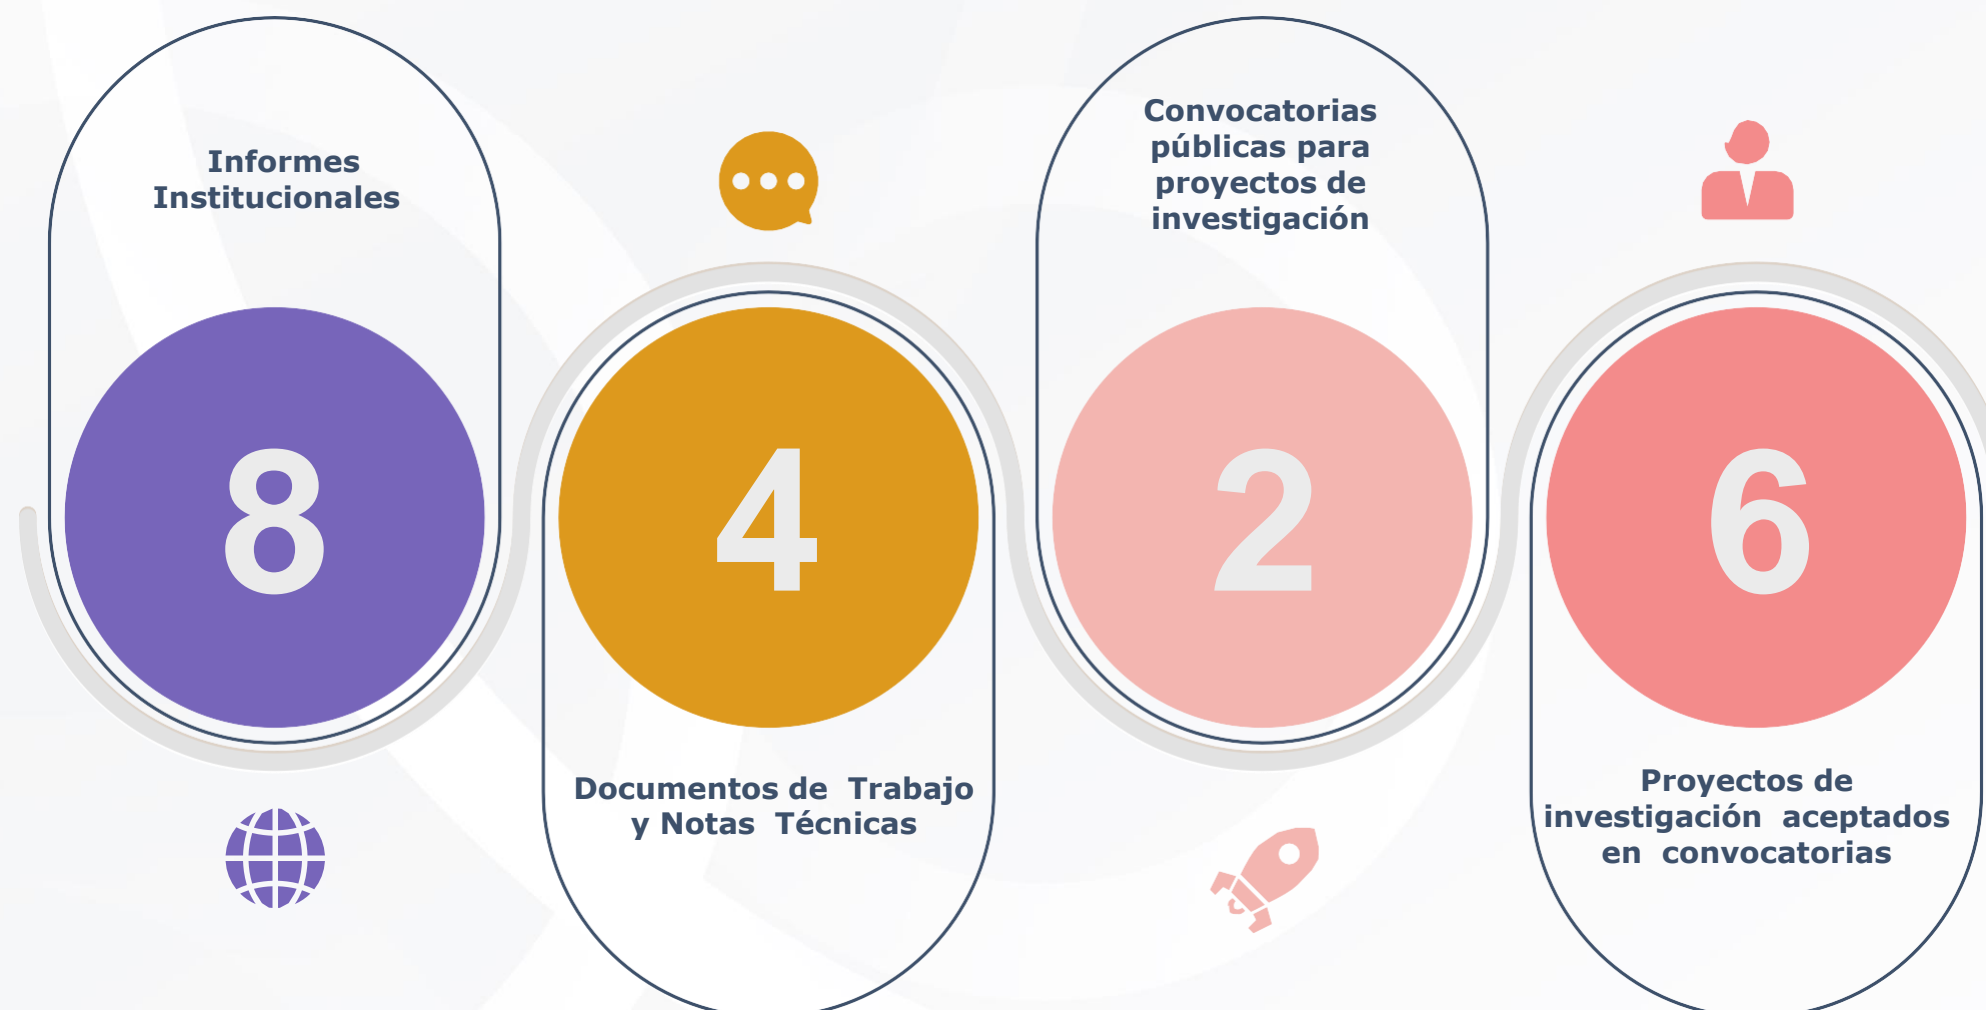 Informes
Institucionales
8
4
Documentos de Trabajo
y Notas Técnicas
Convocatorias
públicas para
proyectos de
investigación
2
6
Proyectos de
investigación aceptados
en convocatorias